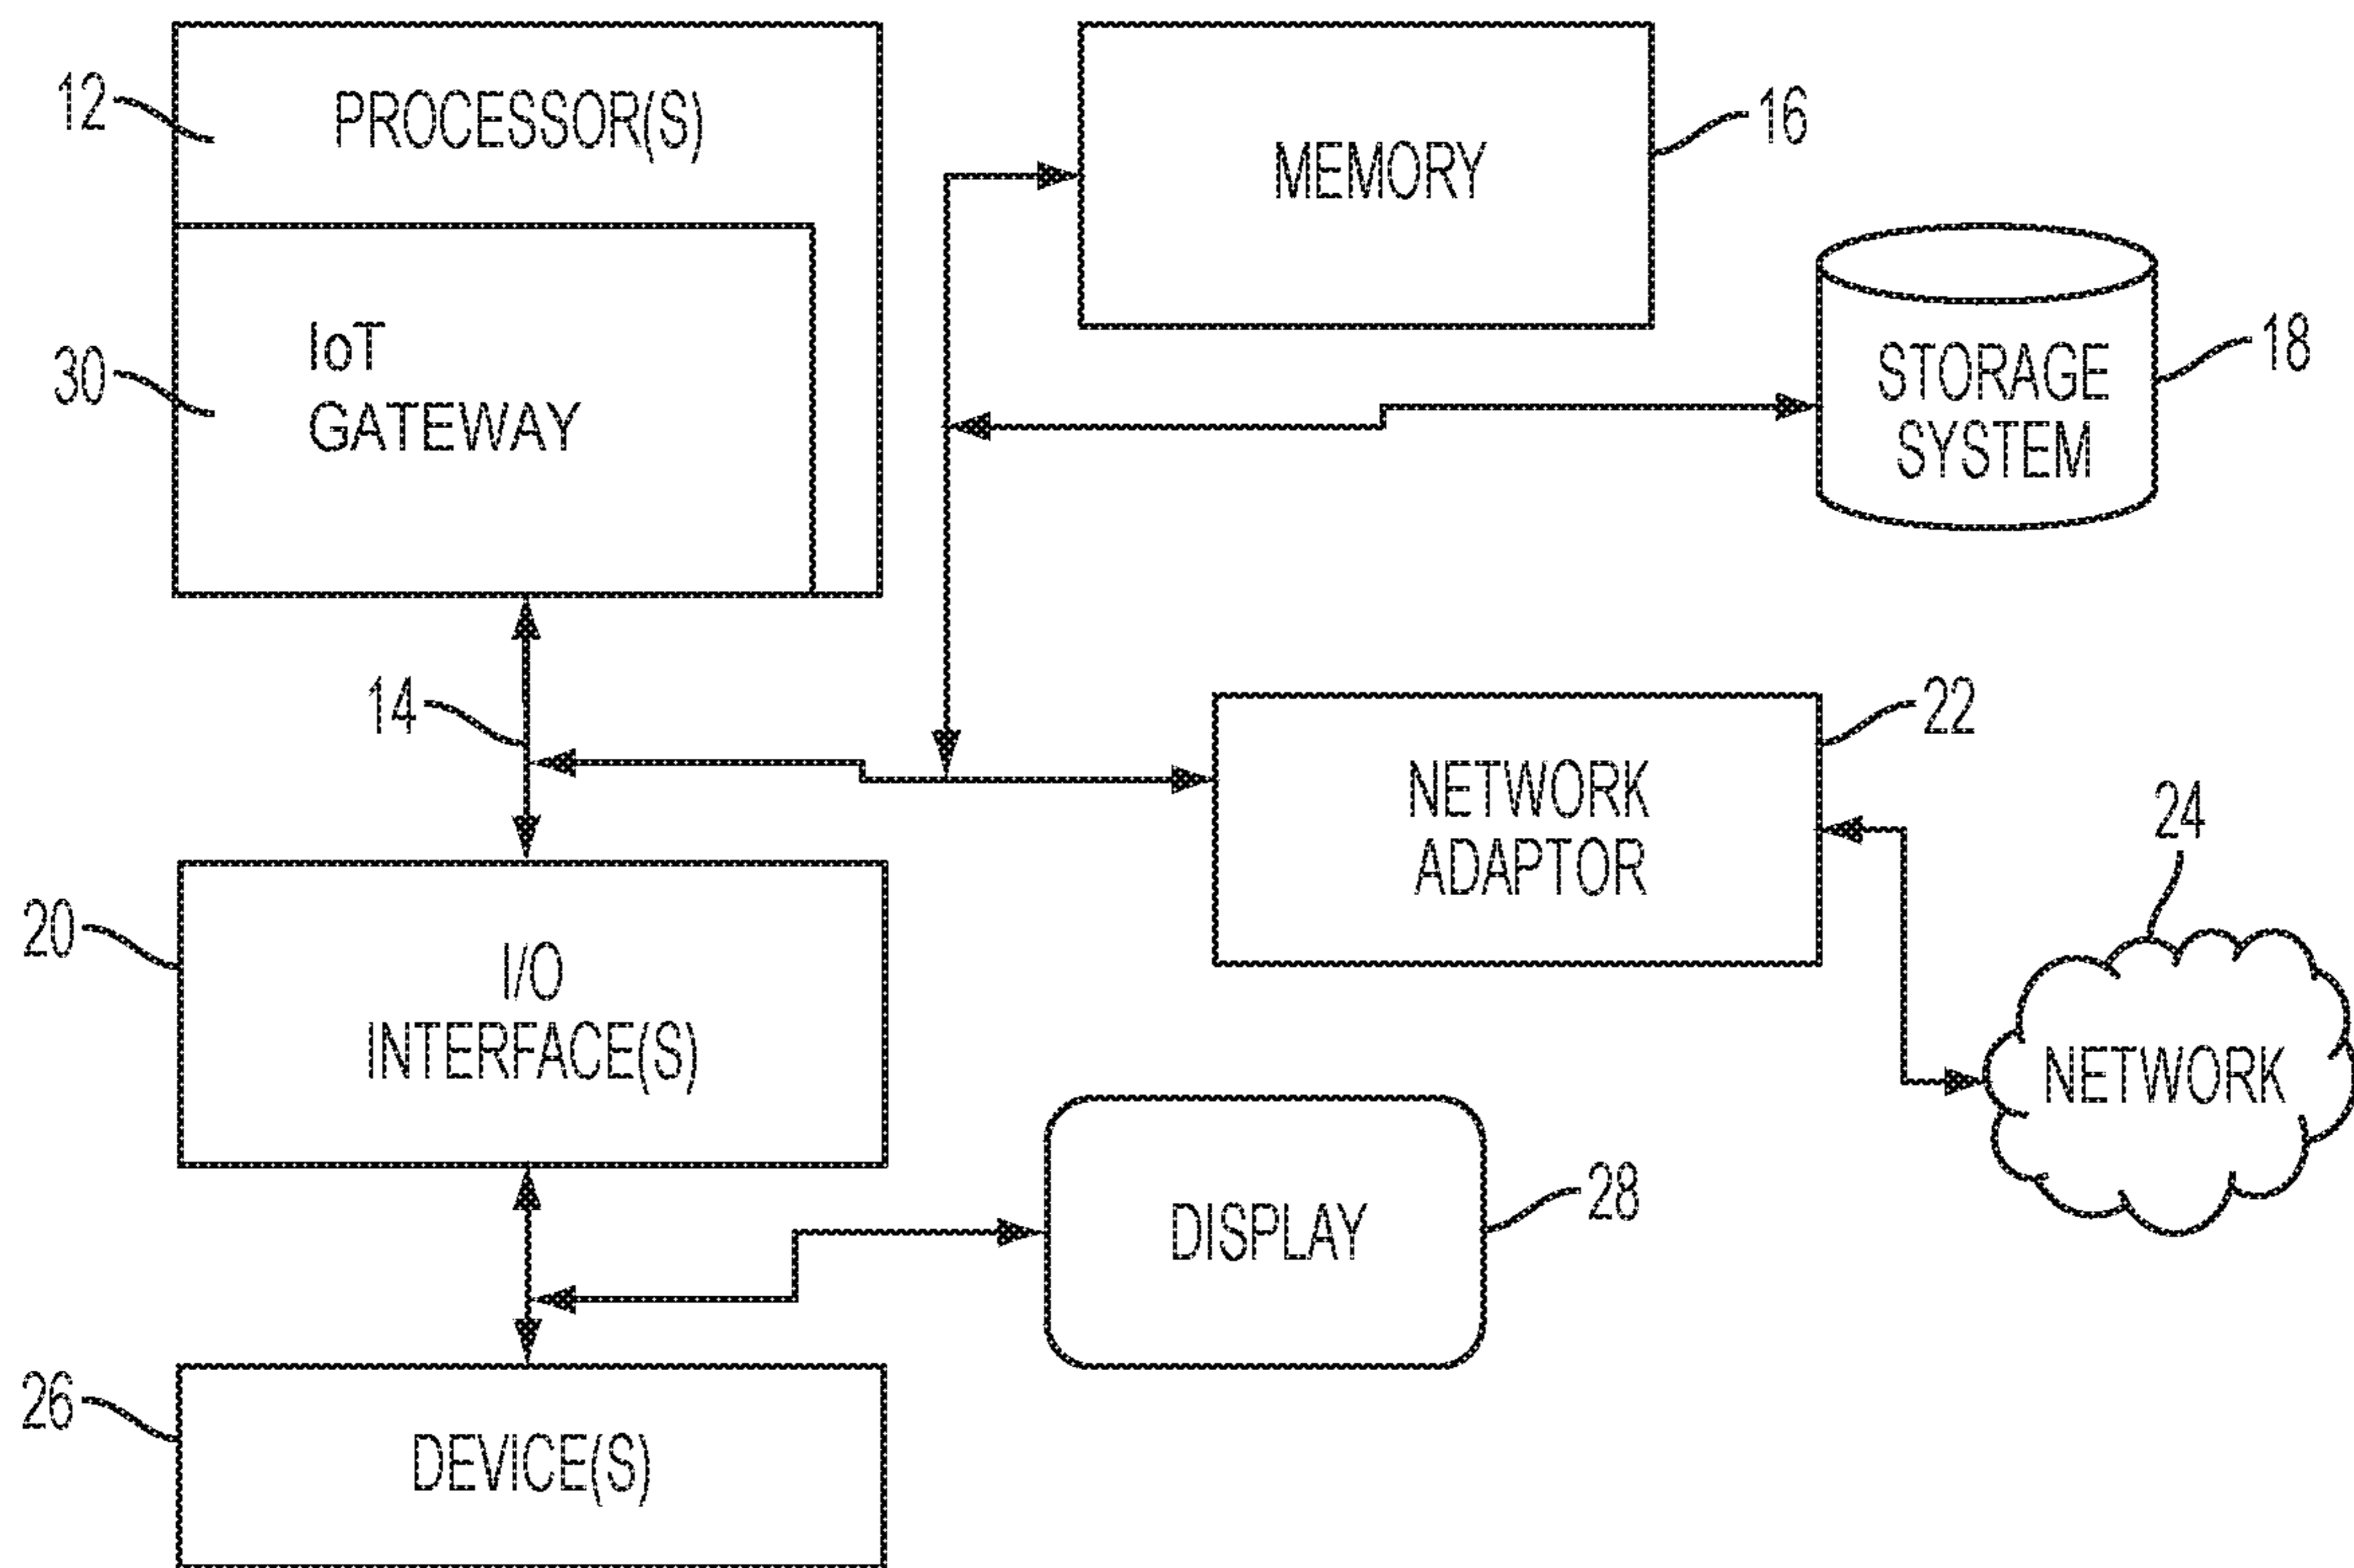 12
PROCESSOR(S)
MEMORY
16
30
IoT
GATEWAY
STORAGE
SYSTEM
18
14
22
NETWORK
ADAPTOR
24
20
I/O
INTERFACE(S)
NETWORK
DISPLAY
28
26
DEVICE(S)